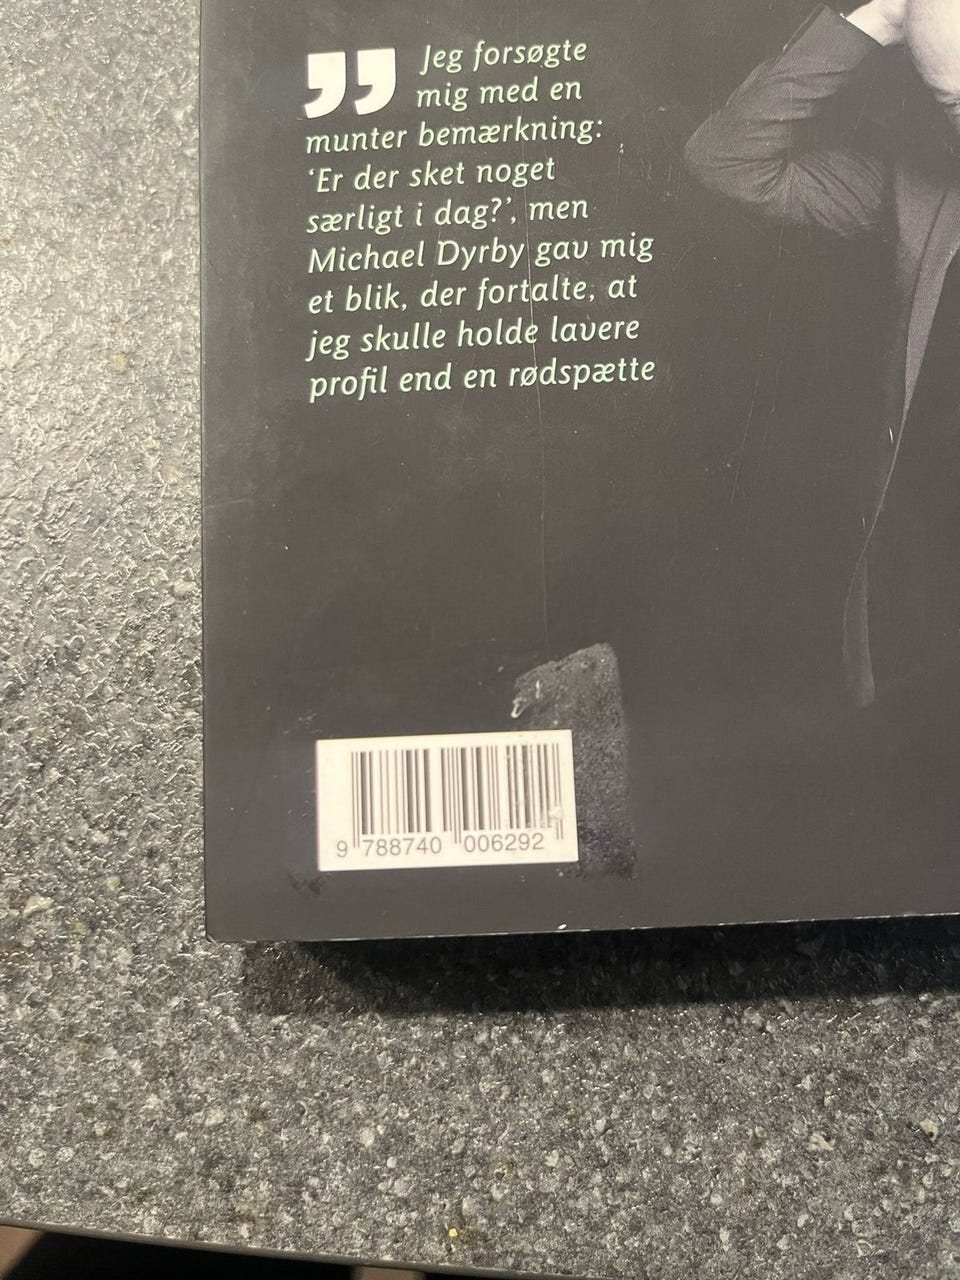 ” Jeg forsøgte
mig med en
munter bemærkning:
‘Er der sket noget
særligt i dag?’, men
Michael Dyrby gav mig
et blik, der fortalte, at
jeg skulle holde lavere
profil end en rødspætte
9 788740 006292